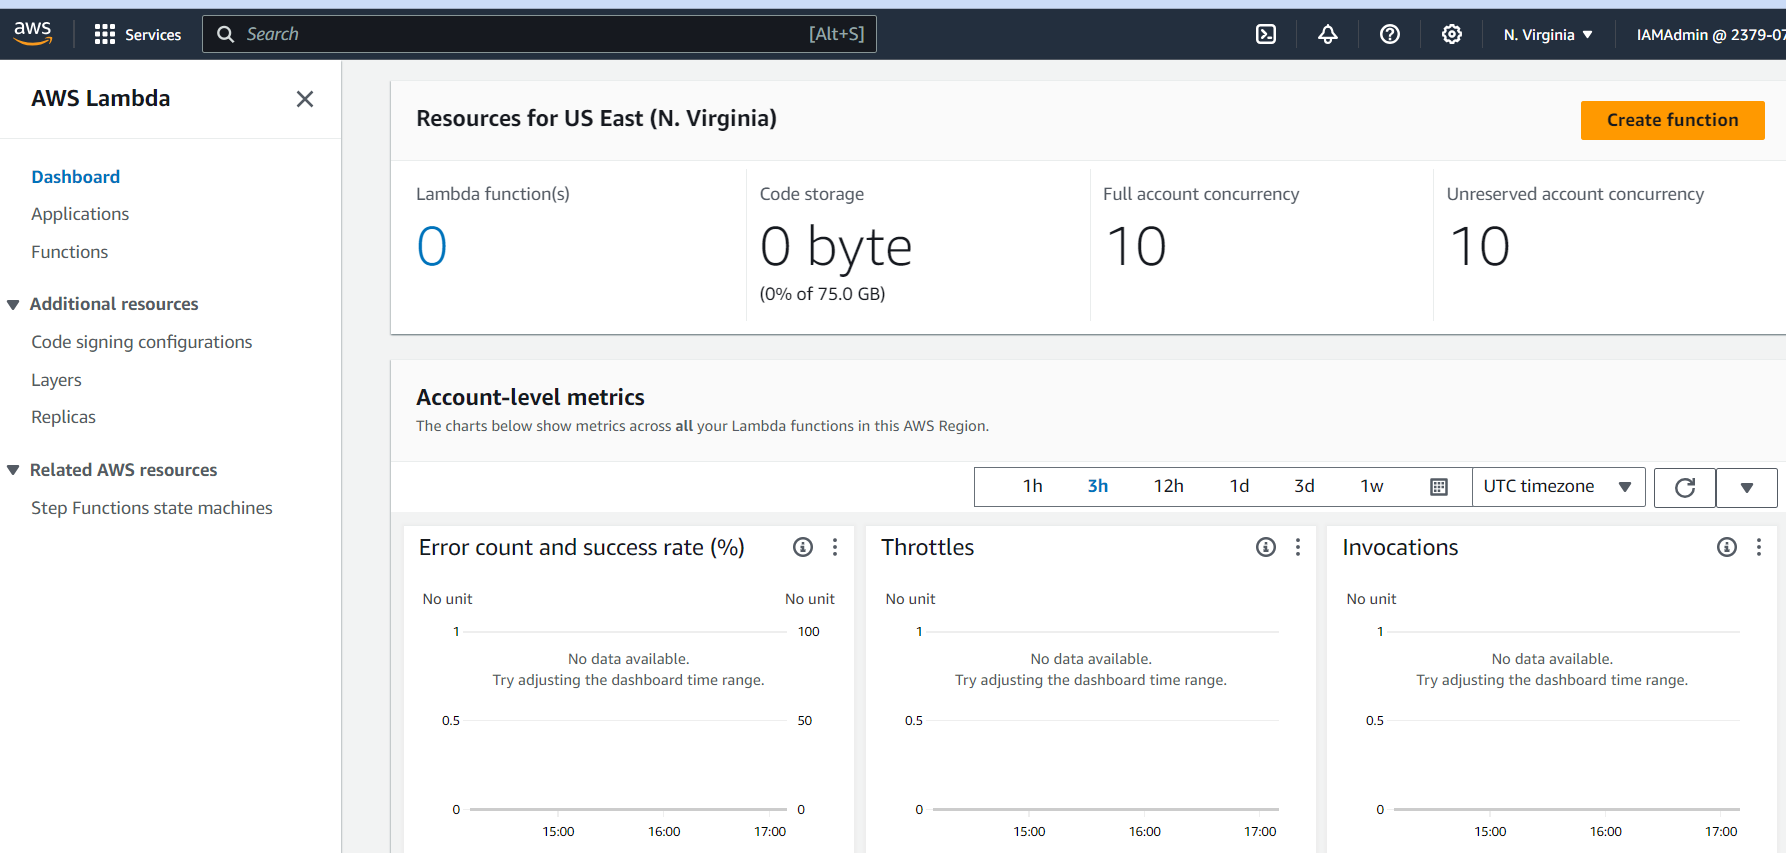 aws Services Search [Alt+S] N. Virginia IAMAdmin @ 2379-07
AWS Lambda
Dashboard
Applications
Functions
Additional resources
Code signing configurations
Layers
Replicas
Related AWS resources
Step Functions state machines
Resources for US East (N. Virginia)
Create function
Lambda function(s)
0
Code storage
0 byte
(0% of 75.0 GB)
Full account concurrency
10
Unreserved account concurrency
10
Account-level metrics
The charts below show metrics across all your Lambda functions in this AWS Region.
1h 3h 12h 1d 3d 1w UTC timezone
Error count and success rate (%)
No unit No unit
1 100
No data available.
Try adjusting the dashboard time range.
0.5 50
0 0
15:00 16:00 17:00
Throttles
No unit
1
No data available.
Try adjusting the dashboard time range.
0.5
0
15:00 16:00 17:00
Invocations
No unit
1
No data available.
Try adjusting the dashboard time range.
0.5
0
15:00 16:00 17:00